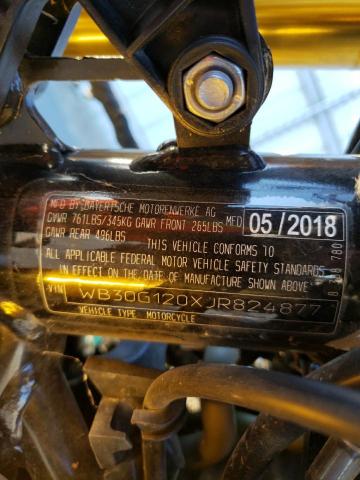 MFD BY:BAYERISCHE MOTORENWERKE AG
GVWR 761LBS/345KG GAWR FRONT 265LBS MFD 05/2018
GAWR REAR 496LBS
THIS VEHICLE CONFORMS TO
ALL APPLICABLE FEDERAL MOTOR VEHICLE SAFETY STANDARDS
IN EFFECT ON THE DATE OF MANUFACTURE SHOWN ABOVE
VIN WB30G120XJR824877
VEHICLE TYPE: MOTORCYCLE